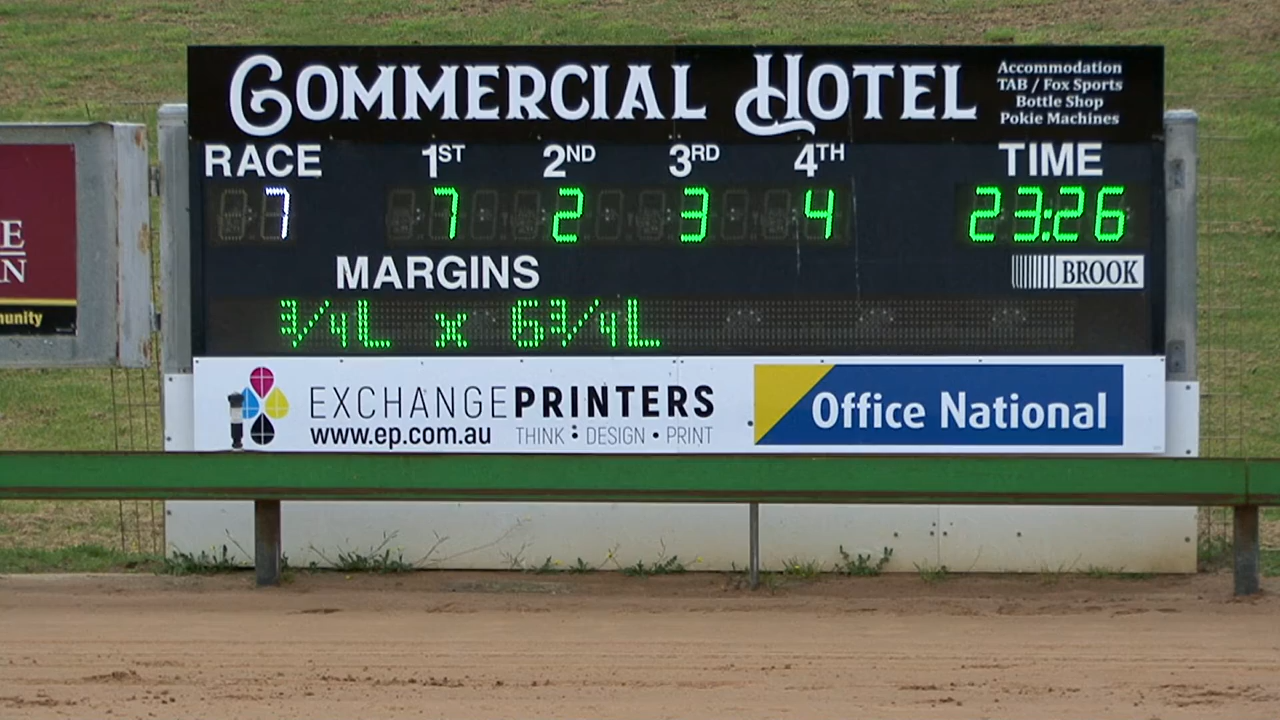 COMMERCIAL HOTEL
Accommodation
TAB / Fox Sports
Bottle Shop
Pokie Machines
RACE 1ST 2ND 3RD 4TH TIME
7 7 2 3 4 23:26
MARGINS
BROOK
3/4L x 6 3/4L
EXCHANGEPRINTERS
www.ep.com.au THINK • DESIGN • PRINT
Office National